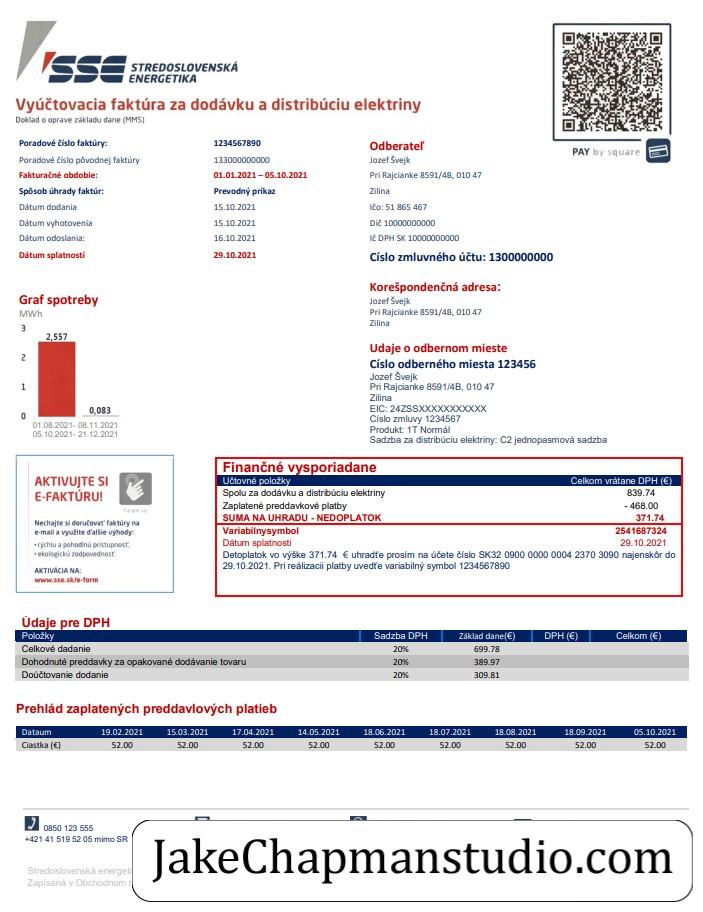 SSE STREDOSLOVENSKÁ
ENERGETIKA
Vyúčtovacia faktúra za dodávku a distribúciu elektriny
Doklad o oprave základu dane (MMS)
PAY by square
Poradové číslo faktúry: 1234567890
Poradové číslo pôvodnej faktúry 133000000000
Fakturačné obdobie: 01.01.2021 – 05.10.2021
Spôsob úhrady faktúr: Prevodný príkaz
Dátum dodania 15.10.2021
Dátum vyhotovenia 15.10.2021
Dátum odoslania: 16.10.2021
Dátum splatností 29.10.2021
Odberateľ
Jozef Švejk
Pri Rajcianke 8591/4B, 010 47
Zilina
Ičo: 51 865 467
Dič 10000000000
Ič DPH SK 10000000000
Císlo zmluvného účtu: 1300000000
Korešpondenčná adresa:
Jozef Švejk
Pri Rajcianke 8591/4B, 010 47
Zilina
Graf spotreby
MWh
3
2
1
0
2,557
0,083
01.08.2021- 08.11.2021
05.10.2021- 21.12.2021
Udaje o odbernom mieste
Císlo odberného miesta 123456
Jozef Švejk
Pri Rajcianke 8591/4B, 010 47
Zilina
EIC: 24ZSSXXXXXXXXXXX
Císlo zmluvy 1234567
Produkt: 1T Normál
Sadzba za distribúciu elektriny: C2 jednopasmová sadzba
AKTIVUJTE SI
E-FAKTÚRU!
Nechajte si doručovať faktúru na
e-mail a využite ďalšie výhody:
• rýchlu a pohodlnú prístupnosť,
• ekologickú zodpovednosť.
AKTIVÁCIA NA:
www.sse.sk/e-form
Finančné vysporiadane
Účtovné položky Celkom vrátane DPH (€)
Spolu za dodávku a distribúciu elektriny 839.74
Zaplatené preddavkové platby - 468.00
SUMA NA UHRADU - NEDOPLATOK 371.74
Variabilnysymbol 2541687324
Dátum splatnosti 29.10.2021
Detoplatok vo výške 371.74 € uhraďte prosím na účete číslo SK32 0900 0000 0004 2370 3090 najenskôr do
29.10.2021. Pri reálizacii platby uvedťe variabilný symbol 1234567890
Ùdaje pre DPH
Položky Sadzba DPH Základ dane(€) DPH (€) Celkom (€)
Celkové dadanie 20% 699.78
Dohodnuté preddavky za opakované dodávanie tovaru 20% 389.97
Doúčtovanie dodanie 20% 309.81
Prehlád zaplatených preddavlových platieb
Dataum 19.02.2021 15.03.2021 17.04.2021 14.05.2021 18.06.2021 18.07.2021 18.08.2021 18.09.2021 05.10.2021
Ciastka (€) 52.00 52.00 52.00 52.00 52.00 52.00 52.00 52.00 52.00
0850 123 555
+421 41 519 52 05 mimo SR
Stredoslovenská energeti
Zapísaná v Obchodnom r
JakeChapmanstudio.com